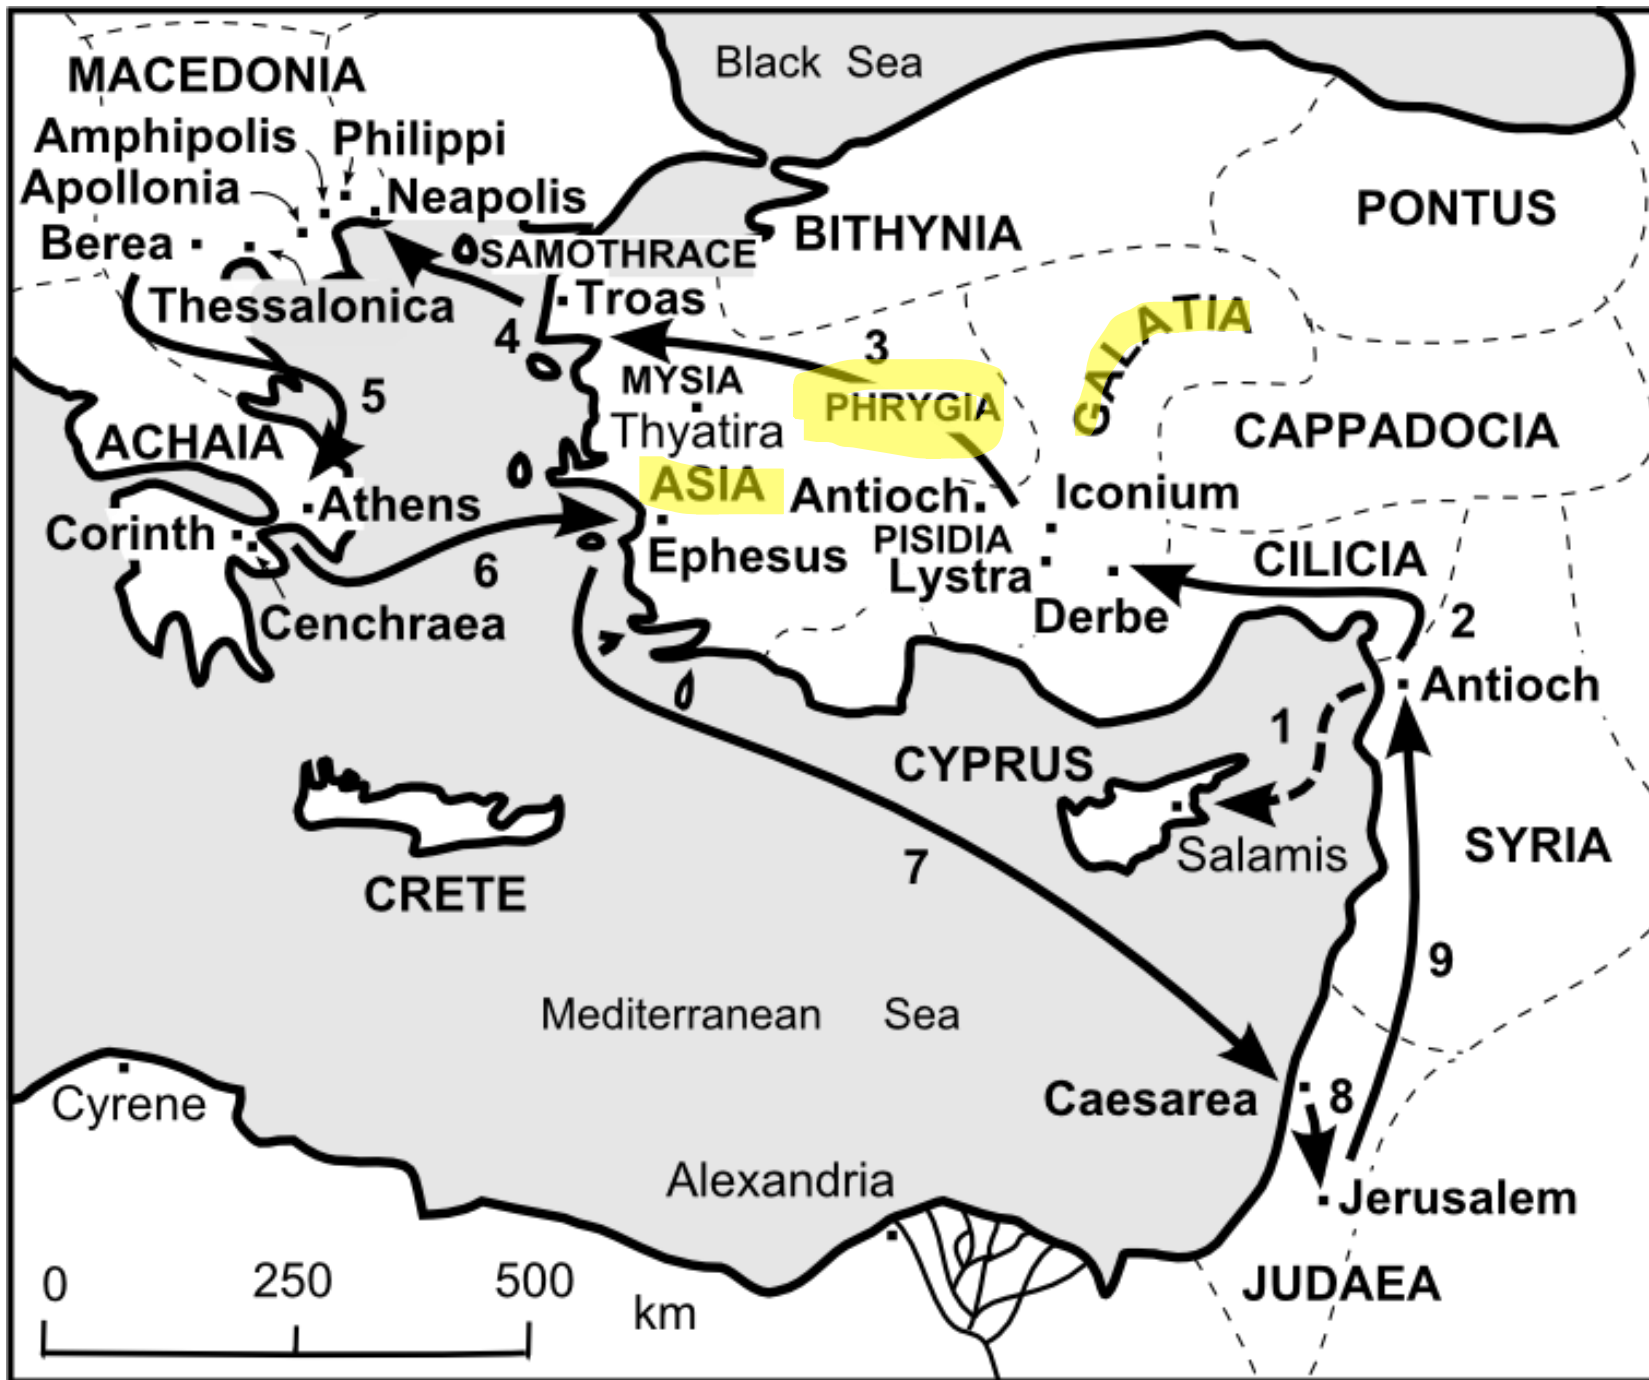 Black Sea
MACEDONIA
Amphipolis
Philippi
Apollonia
Neapolis
Berea
SAMOTHRACE
BITHYNIA
PONTUS
Thessalonica
Troas
GALATIA
4
3
5
MYSIA
PHRYGIA
Thyatira
ACHAIA
CAPPADOCIA
ASIA
Antioch
Iconium
Athens
Corinth
PISIDIA
Ephesus
Lystra
CILICIA
6
Cenchraea
Derbe
2
Antioch
1
CYPRUS
Salamis
SYRIA
7
CRETE
9
Mediterranean Sea
Caesarea
8
Cyrene
Alexandria
Jerusalem
JUDAEA
0 250 500
km